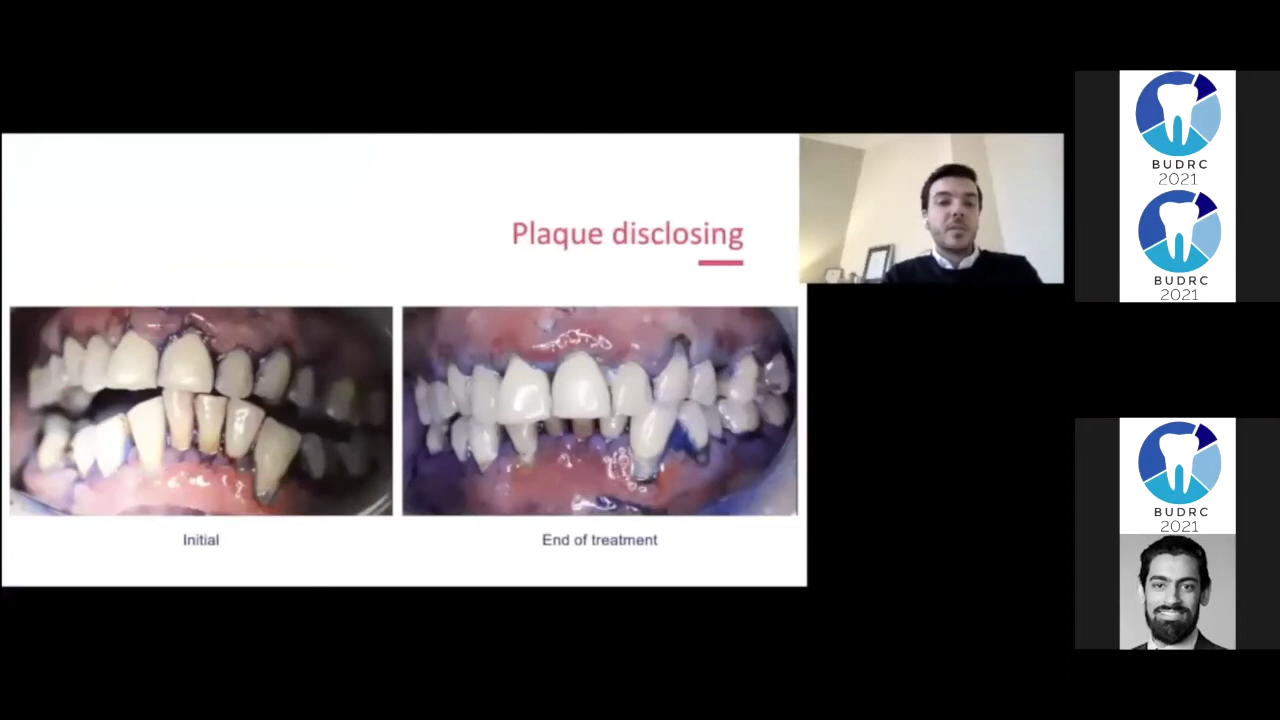 Plaque disclosing
Initial
End of treatment
BUDRC
2021
BUDRC
2021
BUDRC
2021